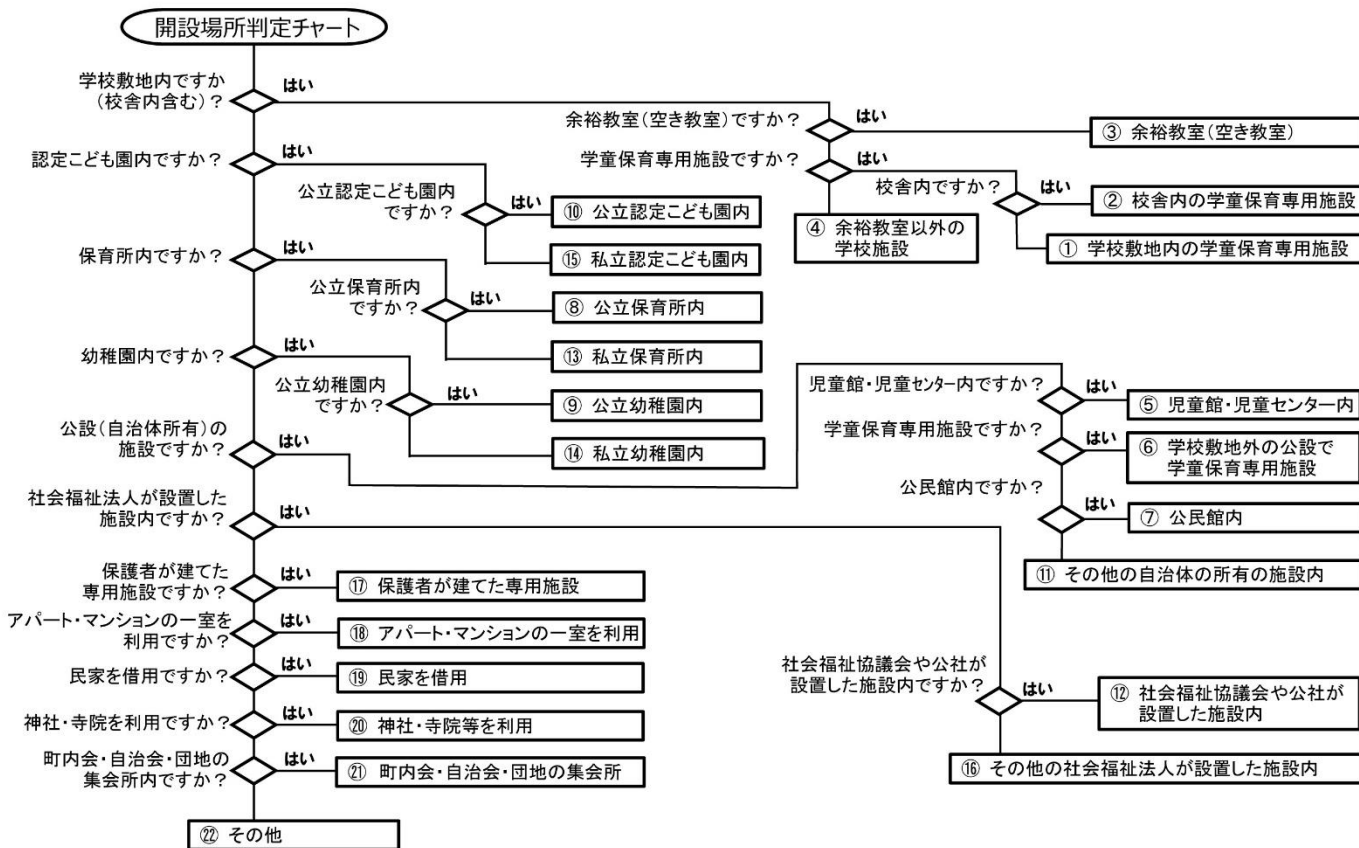 開設場所判定チャート
学校敷地内ですか
（校舎内含む）？
はい
余裕教室（空き教室）ですか？
はい
③ 余裕教室（空き教室）
学童保育専用施設ですか？
はい
校舎内ですか？
はい
② 校舎内の学童保育専用施設
① 学校敷地内の学童保育専用施設
④ 余裕教室以外の
学校施設
認定こども園内ですか？
はい
公立認定こども園内
ですか？
はい
⑩ 公立認定こども園内
⑮ 私立認定こども園内
保育所内ですか？
はい
公立保育所内
ですか？
はい
⑧ 公立保育所内
⑬ 私立保育所内
幼稚園内ですか？
はい
公立幼稚園内
ですか？
はい
⑨ 公立幼稚園内
⑭ 私立幼稚園内
公設（自治体所有）の
施設ですか？
はい
児童館・児童センター内ですか？
はい
⑤ 児童館・児童センター内
学童保育専用施設ですか？
はい
⑥ 学校敷地外の公設で
学童保育専用施設
公民館内ですか？
はい
⑦ 公民館内
⑪ その他の自治体の所有の施設内
社会福祉法人が設置した
施設内ですか？
はい
社会福祉協議会や公社が
設置した施設内ですか？
はい
⑫ 社会福祉協議会や公社が
設置した施設内
⑯ その他の社会福祉法人が設置した施設内
保護者が建てた
専用施設ですか？
はい
⑰ 保護者が建てた専用施設
アパート・マンションの一室を
利用ですか？
はい
⑱ アパート・マンションの一室を利用
民家を借用ですか？
はい
⑲ 民家を借用
神社・寺院を利用ですか？
はい
⑳ 神社・寺院等を利用
町内会・自治会・団地の
集会所内ですか？
はい
㉑ 町内会・自治会・団地の集会所
㉒ その他